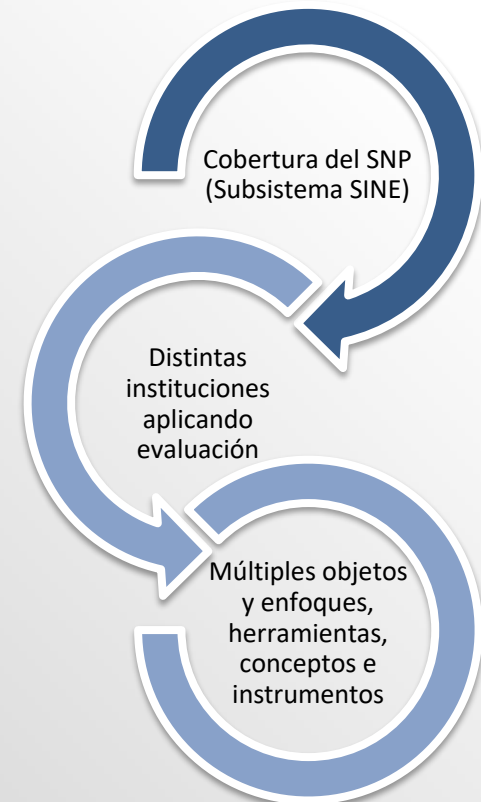 Cobertura del SNP
(Subsistema SINE)
Distintas
instituciones
aplicando
evaluación
Múltiples objetos
y enfoques,
herramientas,
conceptos e
instrumentos